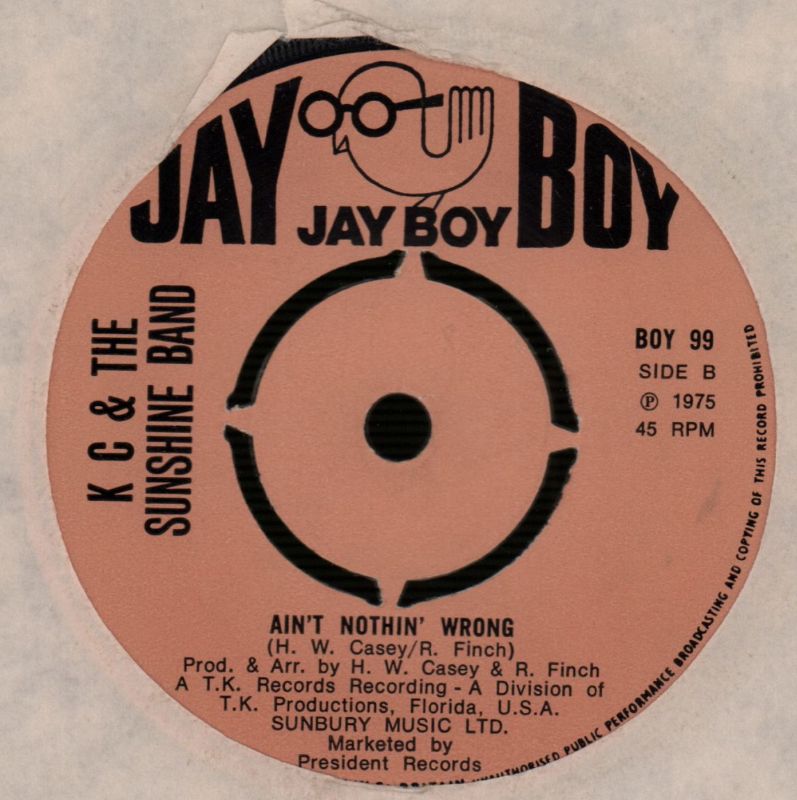 JAY BOY
JAY BOY
K C & THE
SUNSHINE BAND
BOY 99
SIDE B
Ⓟ 1975
45 RPM
AIN'T NOTHIN' WRONG
(H. W. Casey/R. Finch)
Prod. & Arr. by H. W. Casey & R. Finch
A T.K. Records Recording - A Division of
T.K. Productions, Florida, U.S.A.
SUNBURY MUSIC LTD.
Marketed by
President Records
BRITAIN UNAUTHORISED PUBLIC PERFORMANCE BROADCASTING AND COPYING OF THIS RECORD PROHIBITED